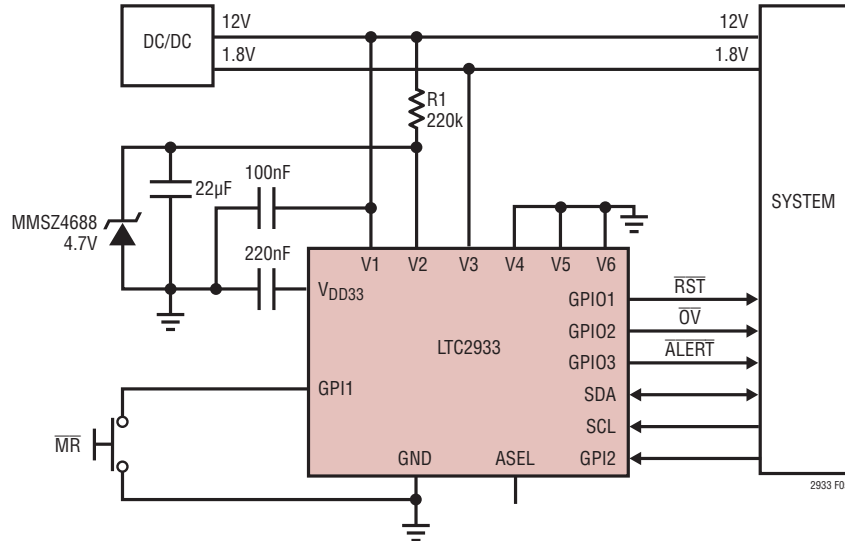 12V
12V
DC/DC
1.8V
1.8V
R1
220k
100nF
22µF
SYSTEM
MMSZ4688
4.7V
220nF
V1 V2 V3 V4 V5 V6
VDD33
GPIO1
RST
GPIO2
OV
LTC2933
GPIO3
ALERT
GPI1
SDA
SCL
MR
GND
ASEL
GPI2
2933 F0